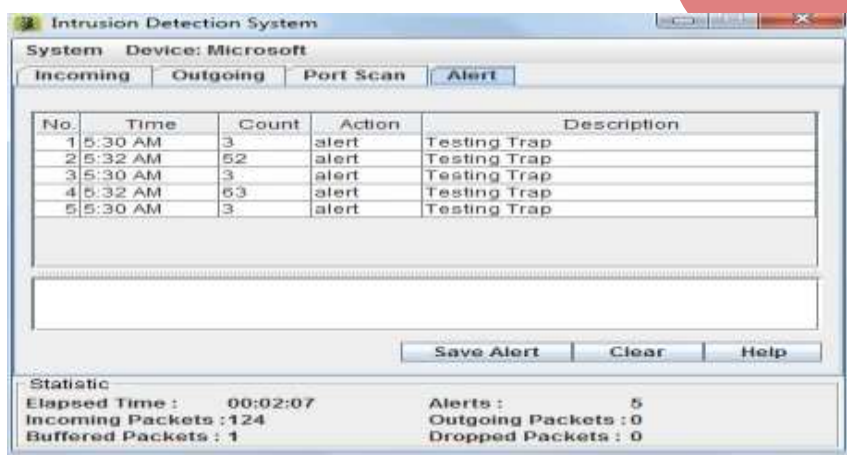 Intrusion Detection System
System Device: Microsoft
Incoming Outgoing Port Scan Alert
No. Time Count Action Description
1 5:30 AM 3 alert Testing Trap
2 5:32 AM 52 alert Testing Trap
3 5:30 AM 3 alert Testing Trap
4 5:32 AM 63 alert Testing Trap
5 5:30 AM 3 alert Testing Trap
Save Alert Clear Help
Statistic
Elapsed Time : 00:02:07 Alerts : 5
Incoming Packets :124 Outgoing Packets : 0
Buffered Packets : 1 Dropped Packets : 0